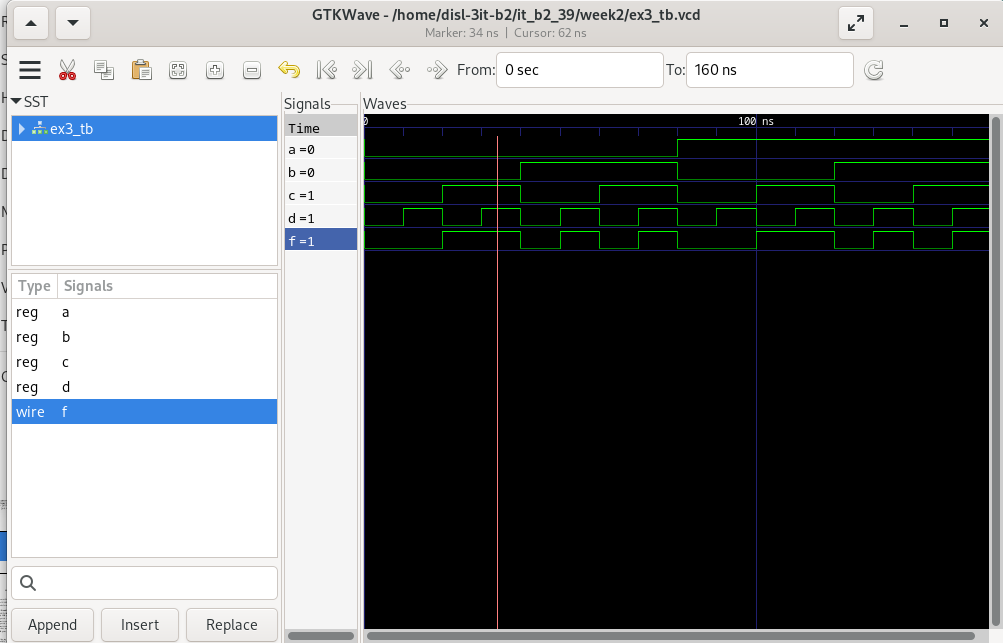 GTKWave - /home/disl-3it-b2/it_b2_39/week2/ex3_tb.vcd
Marker: 34 ns | Cursor: 62 ns
From: 0 sec To: 160 ns
SST
ex3_tb
Type Signals
reg a
reg b
reg c
reg d
wire f
Append Insert Replace
Signals
Time
a =0
b =0
c =1
d =1
f =1
Waves
0 100 ns